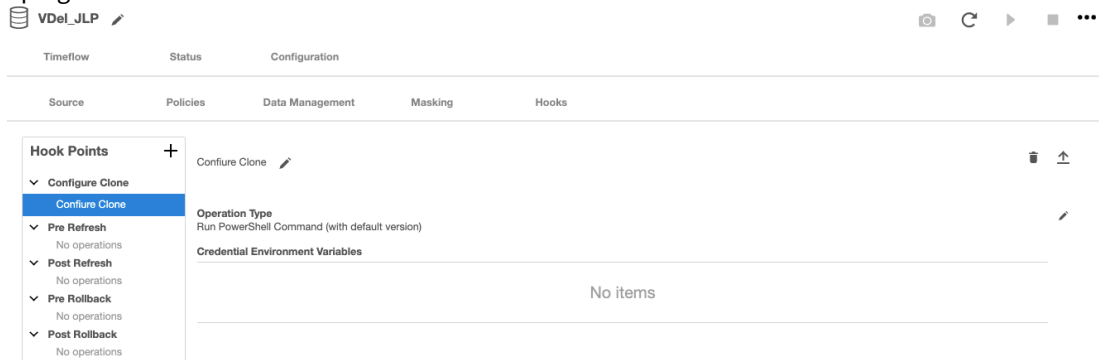 VDel_JLP
Timeflow Status Configuration
Source Policies Data Management Masking Hooks
Hook Points
Configure Clone
Confiure Clone
Pre Refresh
No operations
Post Refresh
No operations
Pre Rollback
No operations
Post Rollback
No operations
Confiure Clone
Operation Type
Run PowerShell Command (with default version)
Credential Environment Variables
No items